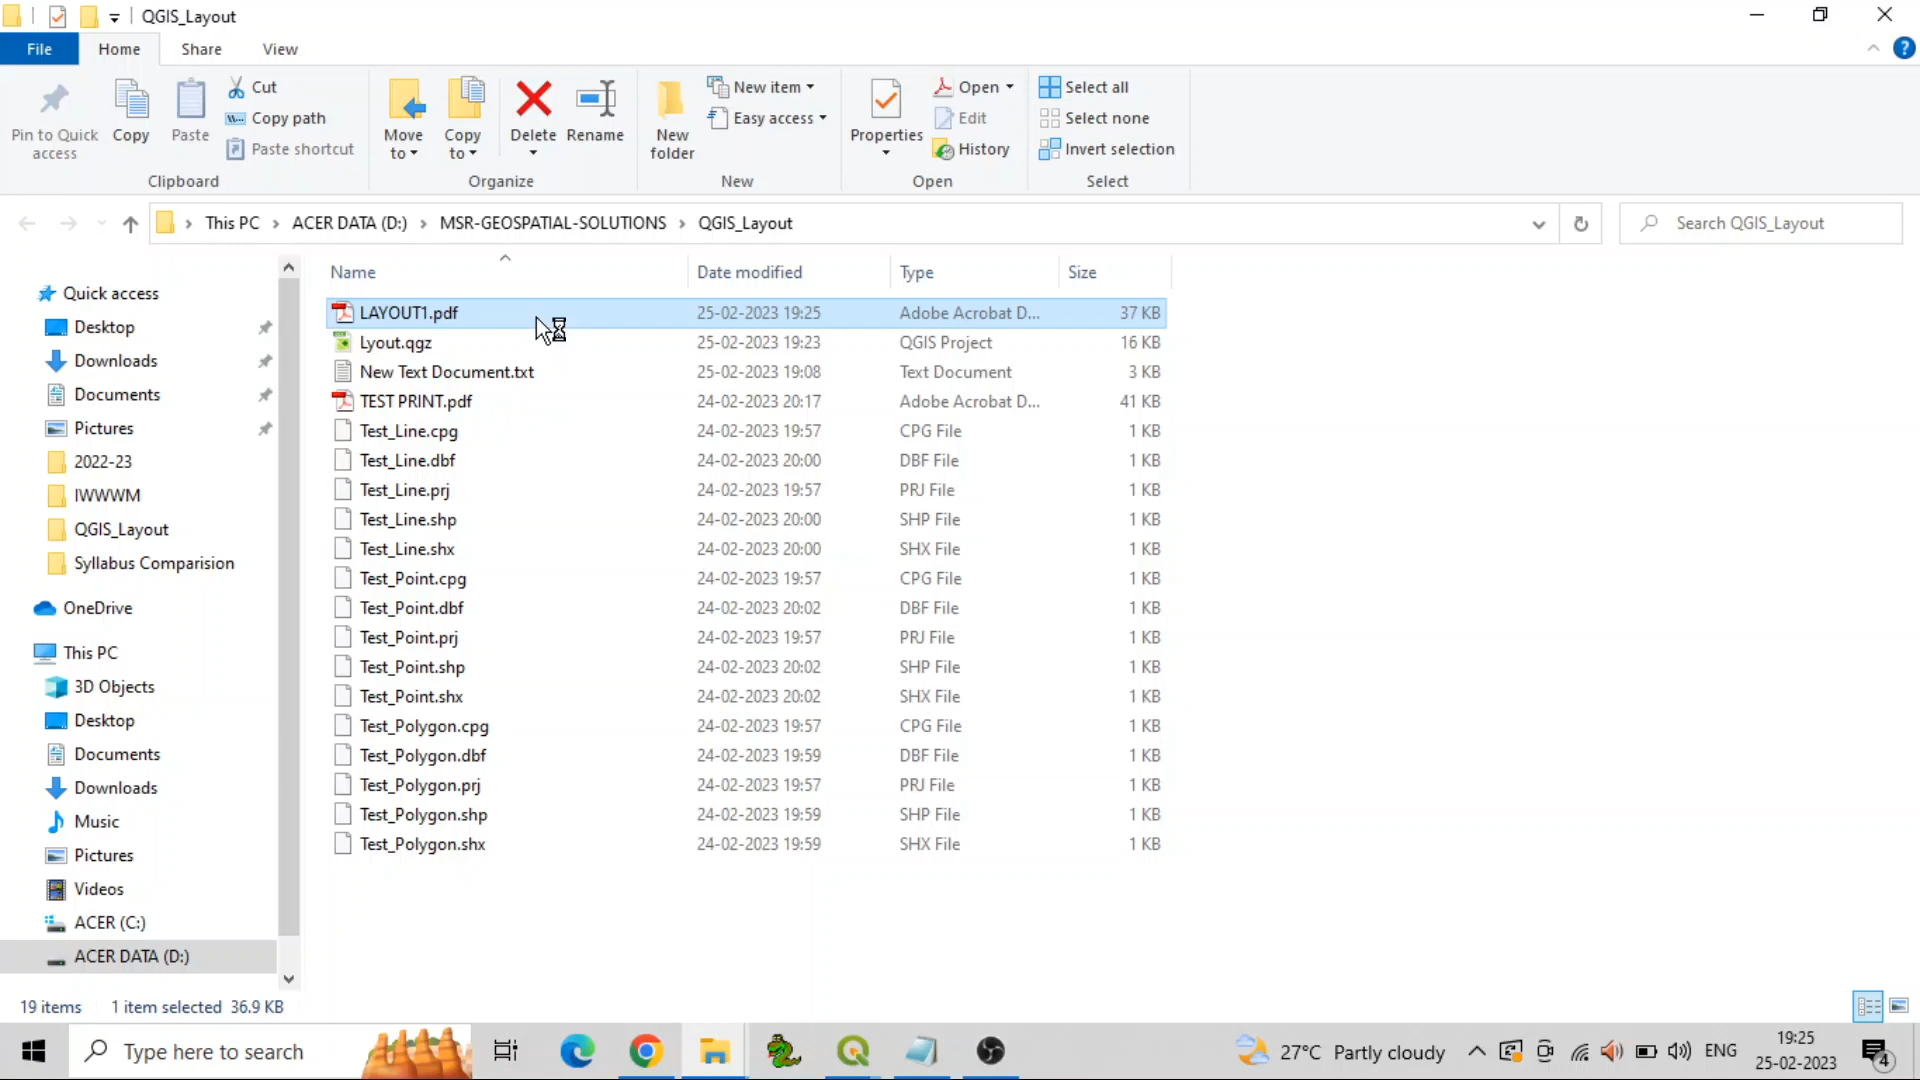 QGIS_Layout
File Home Share View
Pin to Quick access
Copy
Paste
Cut
Copy path
Paste shortcut
Clipboard
Move to
Copy to
Delete
Rename
Organize
New folder
New item
Easy access
New
Properties
Open
Edit
History
Open
Select all
Select none
Invert selection
Select
This PC › ACER DATA (D:) › MSR-GEOSPATIAL-SOLUTIONS › QGIS_Layout
Search QGIS_Layout
Quick access
Desktop
Downloads
Documents
Pictures
2022-23
IWWWM
QGIS_Layout
Syllabus Comparision
OneDrive
This PC
3D Objects
Desktop
Documents
Downloads
Music
Pictures
Videos
ACER (C:)
ACER DATA (D:)
Name Date modified Type Size
LAYOUT1.pdf 25-02-2023 19:25 Adobe Acrobat D... 37 KB
Lyout.qgz 25-02-2023 19:23 QGIS Project 16 KB
New Text Document.txt 25-02-2023 19:08 Text Document 3 KB
TEST PRINT.pdf 24-02-2023 20:17 Adobe Acrobat D... 41 KB
Test_Line.cpg 24-02-2023 19:57 CPG File 1 KB
Test_Line.dbf 24-02-2023 20:00 DBF File 1 KB
Test_Line.prj 24-02-2023 19:57 PRJ File 1 KB
Test_Line.shp 24-02-2023 20:00 SHP File 1 KB
Test_Line.shx 24-02-2023 20:00 SHX File 1 KB
Test_Point.cpg 24-02-2023 19:57 CPG File 1 KB
Test_Point.dbf 24-02-2023 20:02 DBF File 1 KB
Test_Point.prj 24-02-2023 19:57 PRJ File 1 KB
Test_Point.shp 24-02-2023 20:02 SHP File 1 KB
Test_Point.shx 24-02-2023 20:02 SHX File 1 KB
Test_Polygon.cpg 24-02-2023 19:57 CPG File 1 KB
Test_Polygon.dbf 24-02-2023 19:59 DBF File 1 KB
Test_Polygon.prj 24-02-2023 19:57 PRJ File 1 KB
Test_Polygon.shp 24-02-2023 19:59 SHP File 1 KB
Test_Polygon.shx 24-02-2023 19:59 SHX File 1 KB
19 items 1 item selected 36.9 KB
Type here to search
27°C Partly cloudy
ENG
19:25
25-02-2023
4